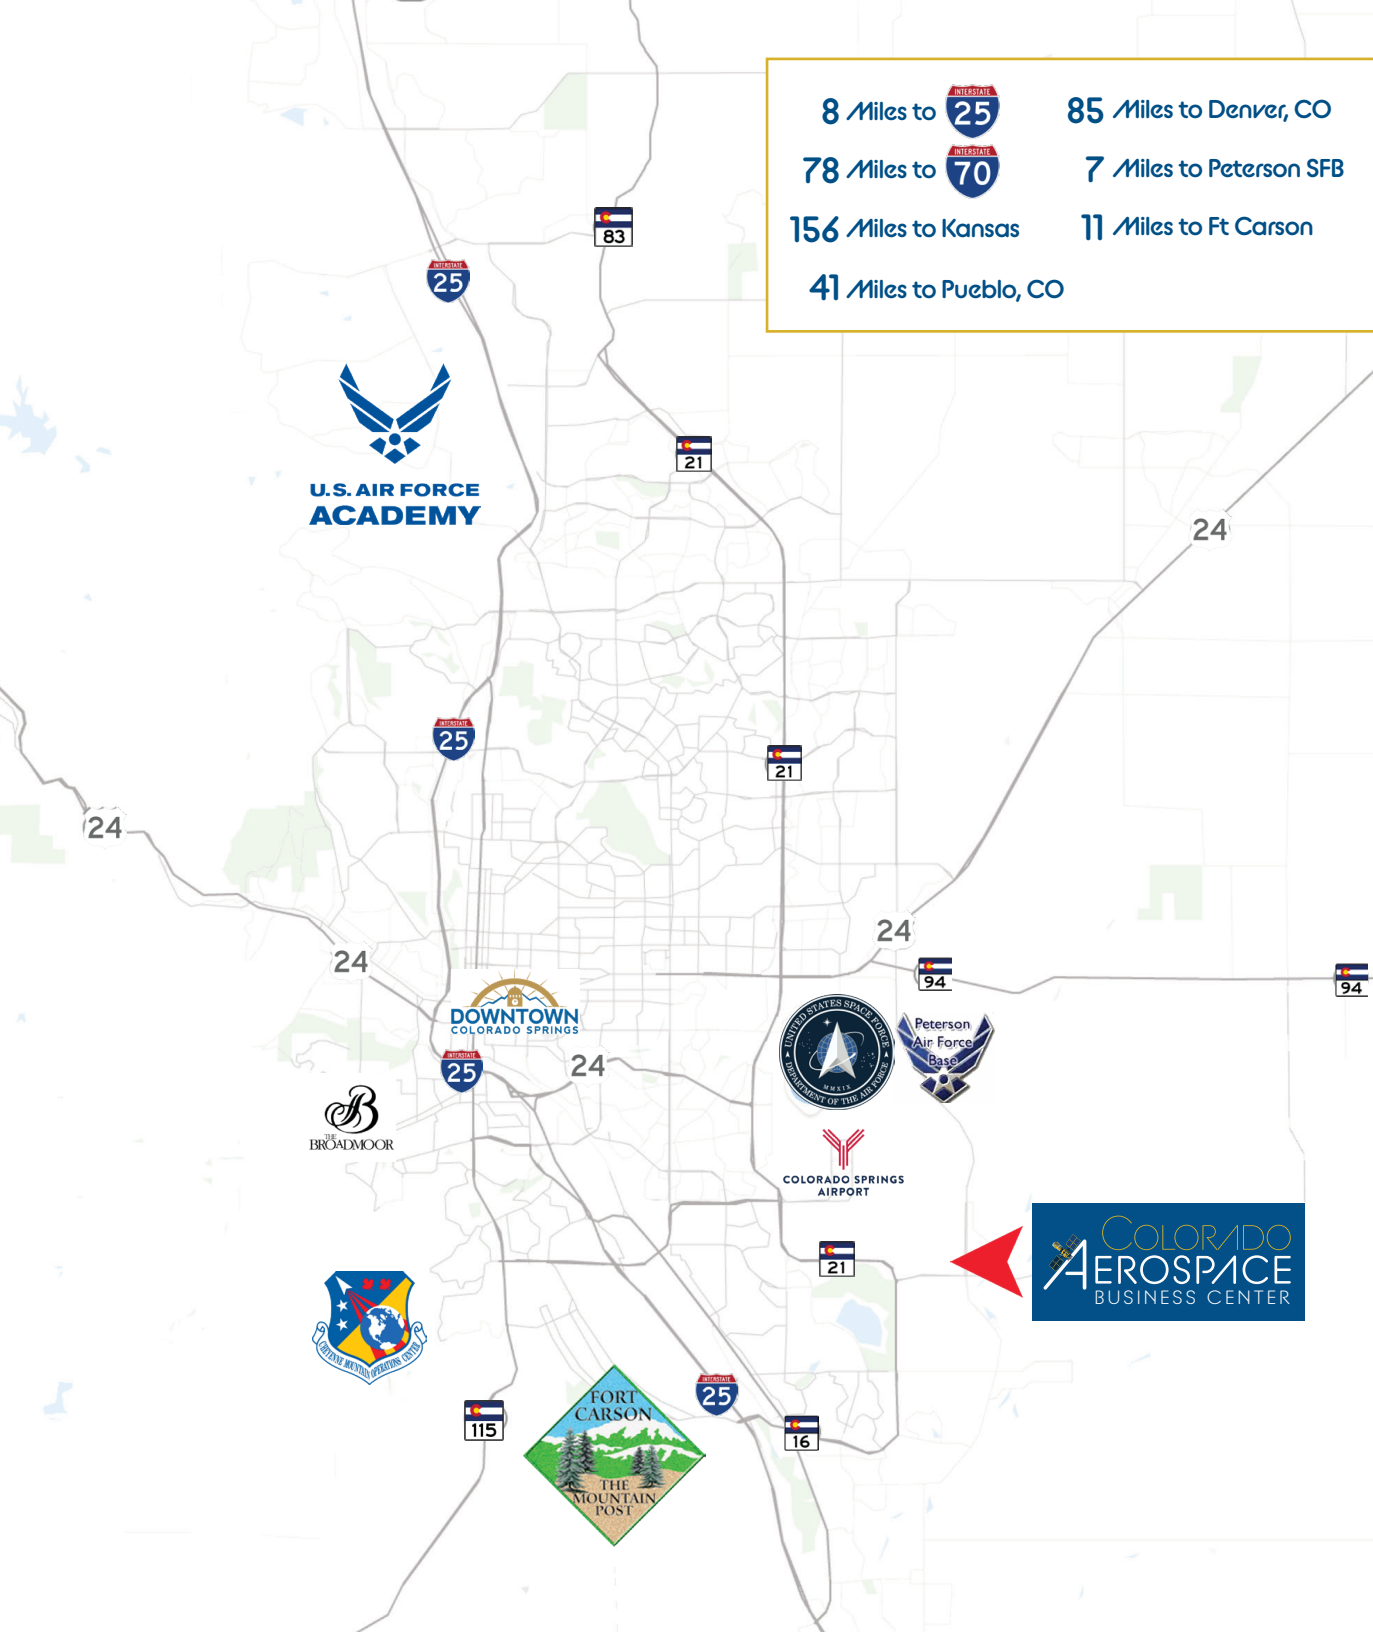 8 Miles to INTERSTATE 25
85 Miles to Denver, CO
78 Miles to INTERSTATE 70
7 Miles to Peterson SFB
156 Miles to Kansas
11 Miles to Ft Carson
41 Miles to Pueblo, CO
83
INTERSTATE
25
21
U.S. AIR FORCE
ACADEMY
24
INTERSTATE
25
21
24
24
24
94
94
DOWNTOWN
COLORADO SPRINGS
UNITED STATES SPACE FORCE
MMXIX
DEPARTMENT OF THE AIR FORCE
Peterson
Air Force
Base
INTERSTATE
25
24
THE
BROADMOOR
COLORADO SPRINGS
AIRPORT
21
COLORADO
AEROSPACE
BUSINESS CENTER
CHEYENNE MOUNTAIN OPERATIONS CENTER
INTERSTATE
25
FORT
CARSON
THE
MOUNTAIN
POST
115
16